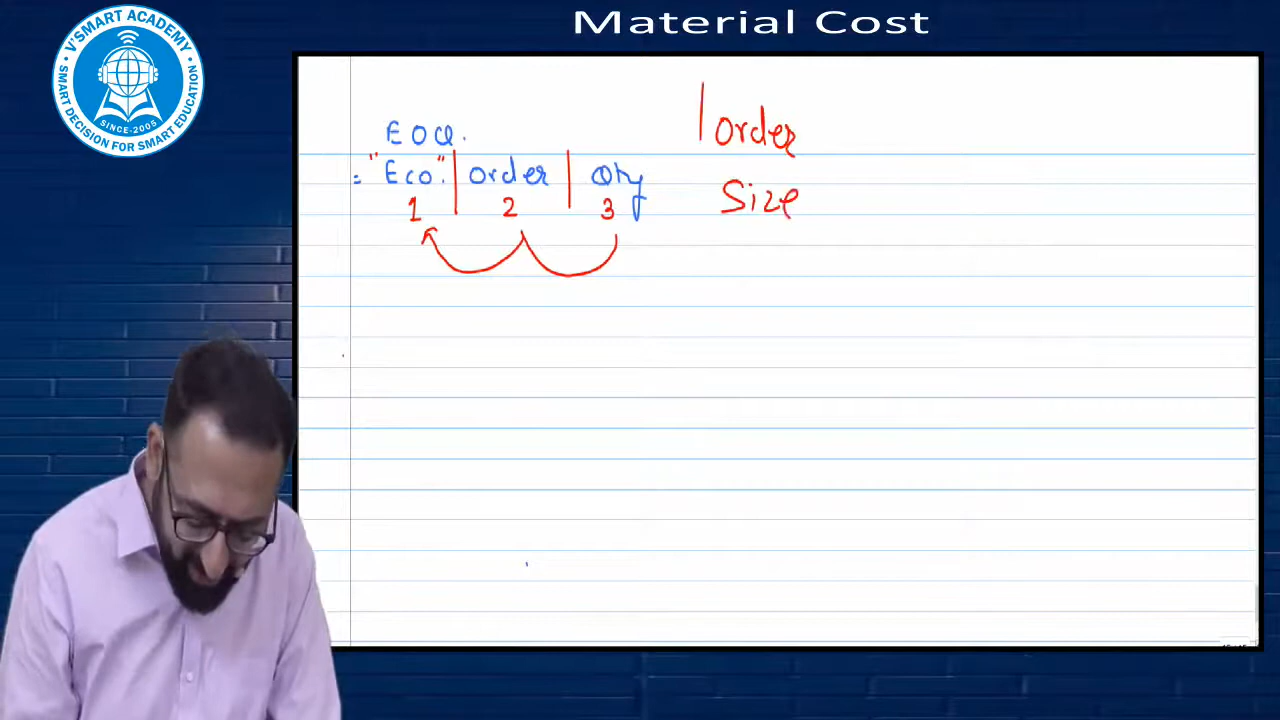 Material Cost
V'SMART ACADEMY
SINCE-2005
SMART DECISION FOR SMART EDUCATION
EOQ.
= "Eco". | Order | Qty
1 2 3
1 order
Size